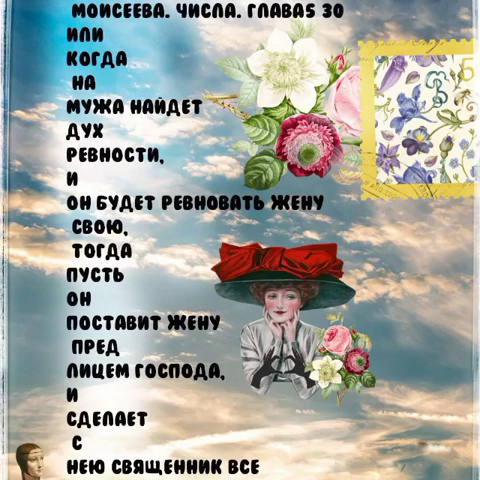 МОИСЕЕВА. ЧИСЛА. ГЛАВА5 30
ИЛИ
КОГДА
НА
МУЖА НАЙДЕТ
ДУХ
РЕВНОСТИ,
И
ОН БУДЕТ РЕВНОВАТЬ ЖЕНУ
СВОЮ,
ТОГДА
ПУСТЬ
ОН
ПОСТАВИТ ЖЕНУ
ПРЕД
ЛИЦЕМ ГОСПОДА,
И
СДЕЛАЕТ
С
НЕЮ СВЯЩЕННИК ВСЕ